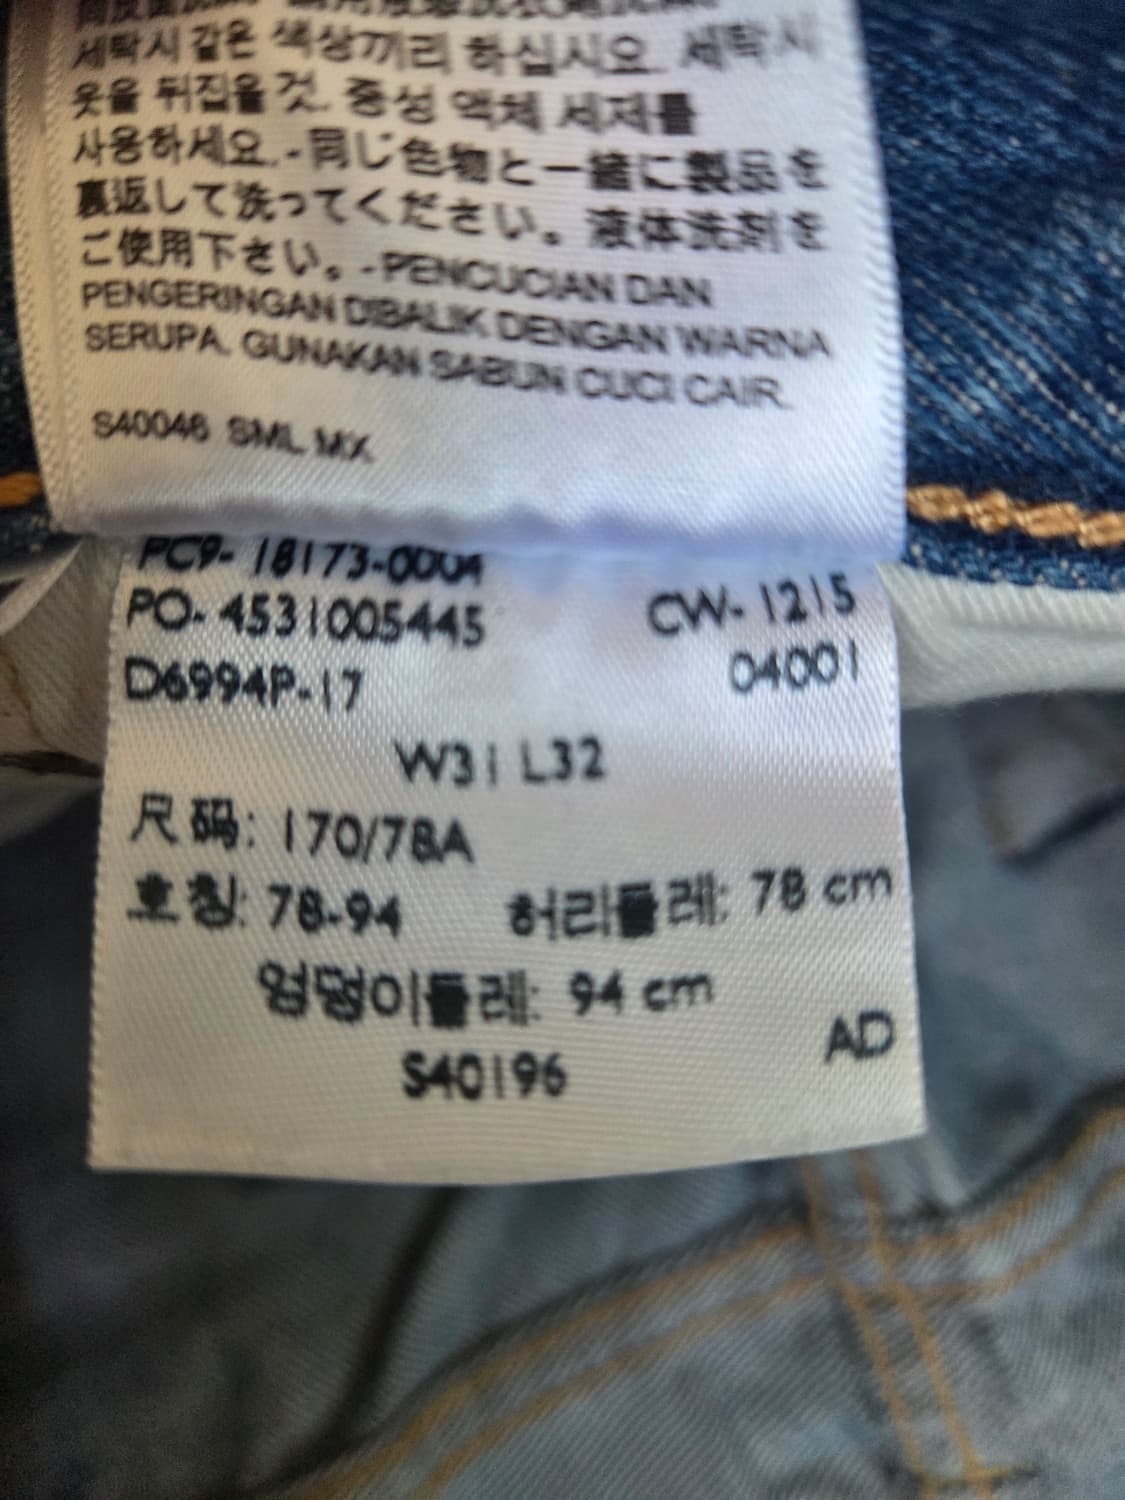 세탁시 같은 색상끼리 하십시오. 세탁시
옷을 뒤집을것. 중성 액체 세제를
사용하세요.-同じ色物と一緒に製品を
裏返して洗ってください。液体洗剤を
ご使用下さい。-PENCUCIAN DAN
PENGERINGAN DIBALIK DENGAN WARNA
SERUPA. GUNAKAN SABUN CUCI CAIR.
S40046 SML MX
PC9- 18173-0004
PO- 4531005445 CW- 1215
D6994P-17 04001
W31 L32
尺码: 170/78A
호칭: 78-94 허리둘레: 78 cm
엉덩이둘레: 94 cm
AD
S40196